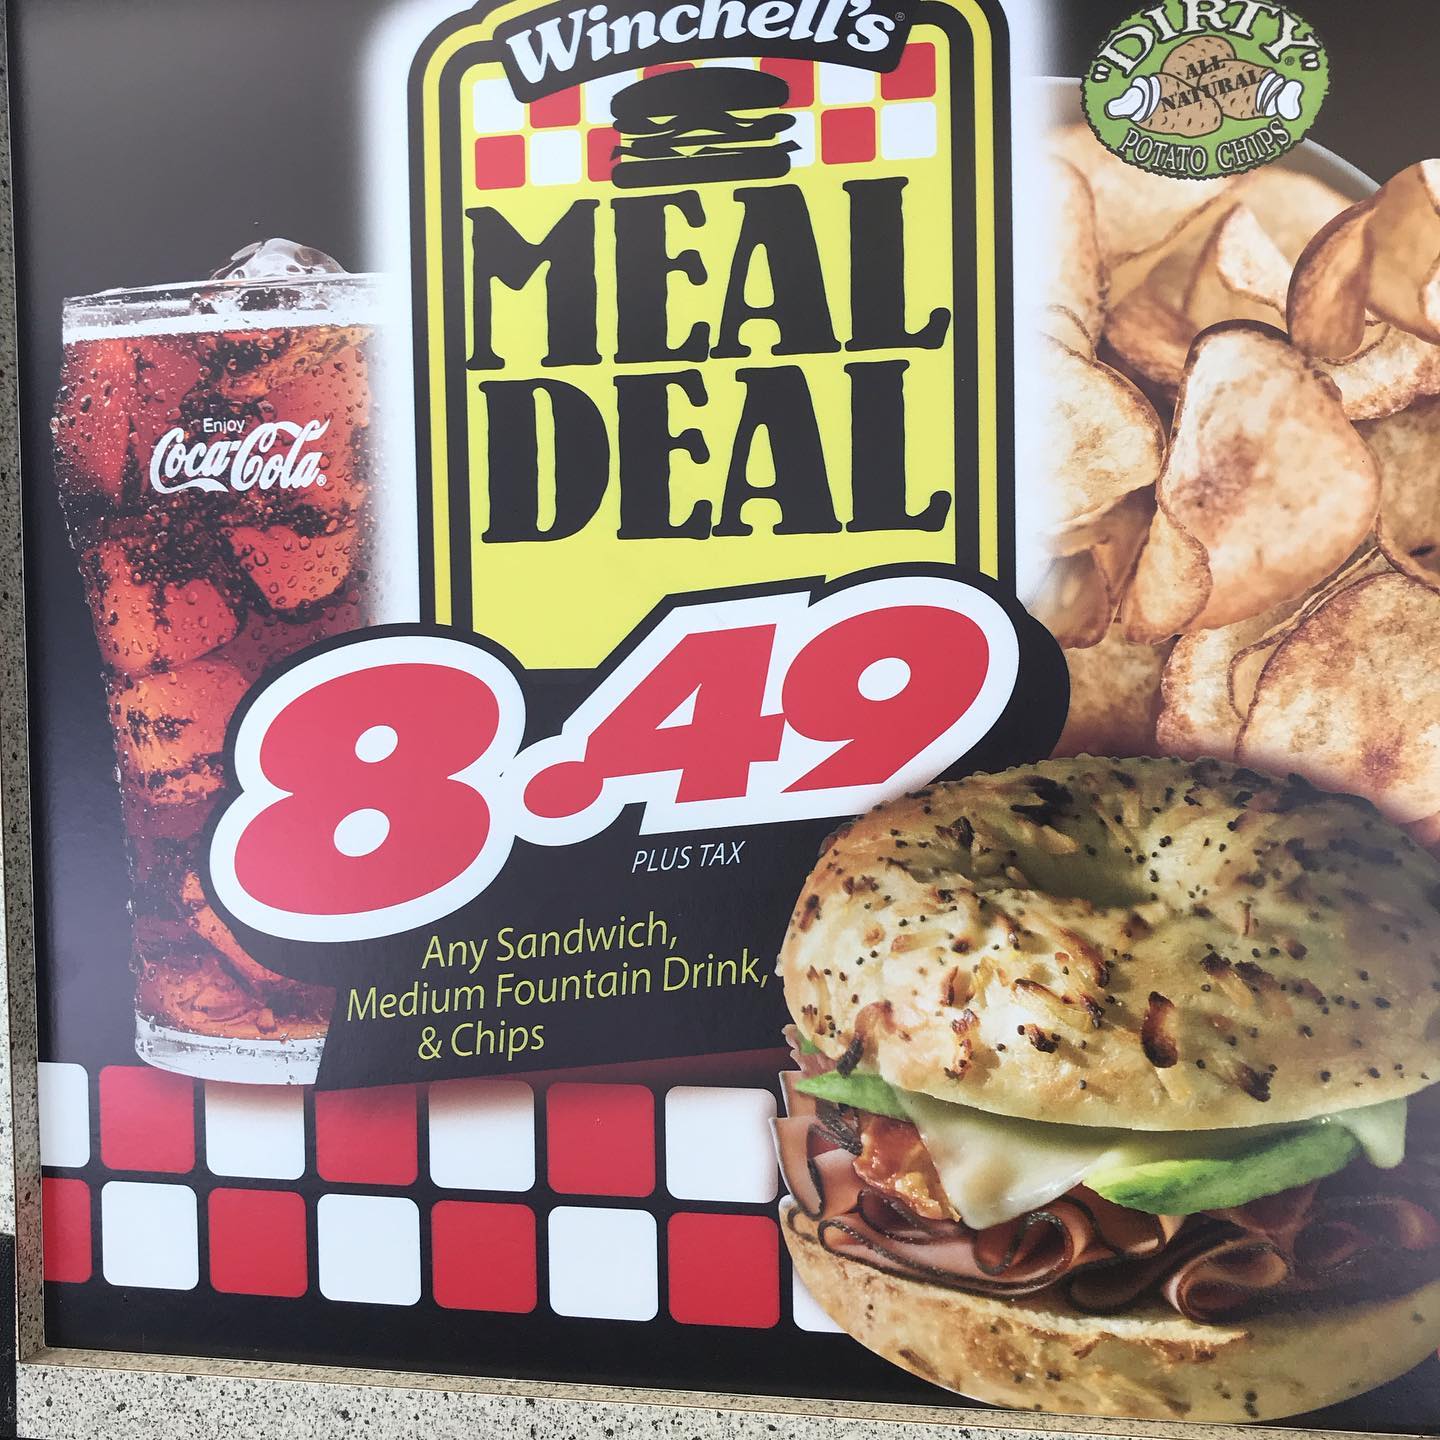 Winchell's®
"DIRTY"®
ALL
NATURAL
POTATO CHIPS
MEAL
DEAL
Enjoy
Coca-Cola®
8.49
PLUS TAX
Any Sandwich,
Medium Fountain Drink,
& Chips